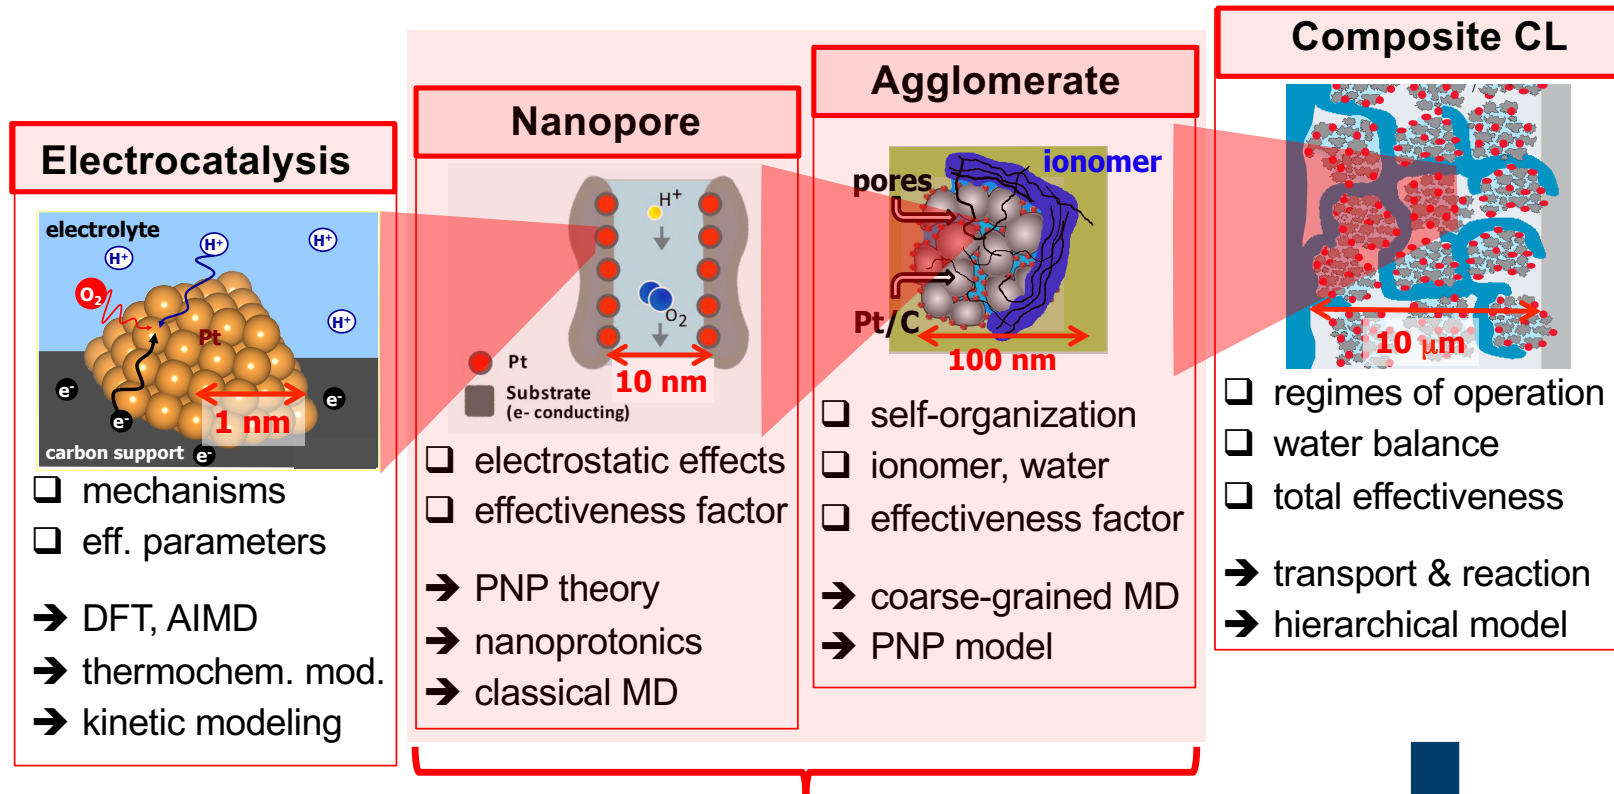 Electrocatalysis
electrolyte
H+
H+
H+
H+
O2
Pt
e-
e-
e-
e-
1 nm
carbon support
❑ mechanisms
❑ eff. parameters
➔ DFT, AIMD
➔ thermochem. mod.
➔ kinetic modeling
Nanopore
H+
O2
Pt
10 nm
Substrate
(e- conducting)
❑ electrostatic effects
❑ effectiveness factor
➔ PNP theory
➔ nanoprotonics
➔ classical MD
Agglomerate
ionomer
pores
Pt/C
100 nm
❑ self-organization
❑ ionomer, water
❑ effectiveness factor
➔ coarse-grained MD
➔ PNP model
Composite CL
10 μm
❑ regimes of operation
❑ water balance
❑ total effectiveness
➔ transport & reaction
➔ hierarchical model